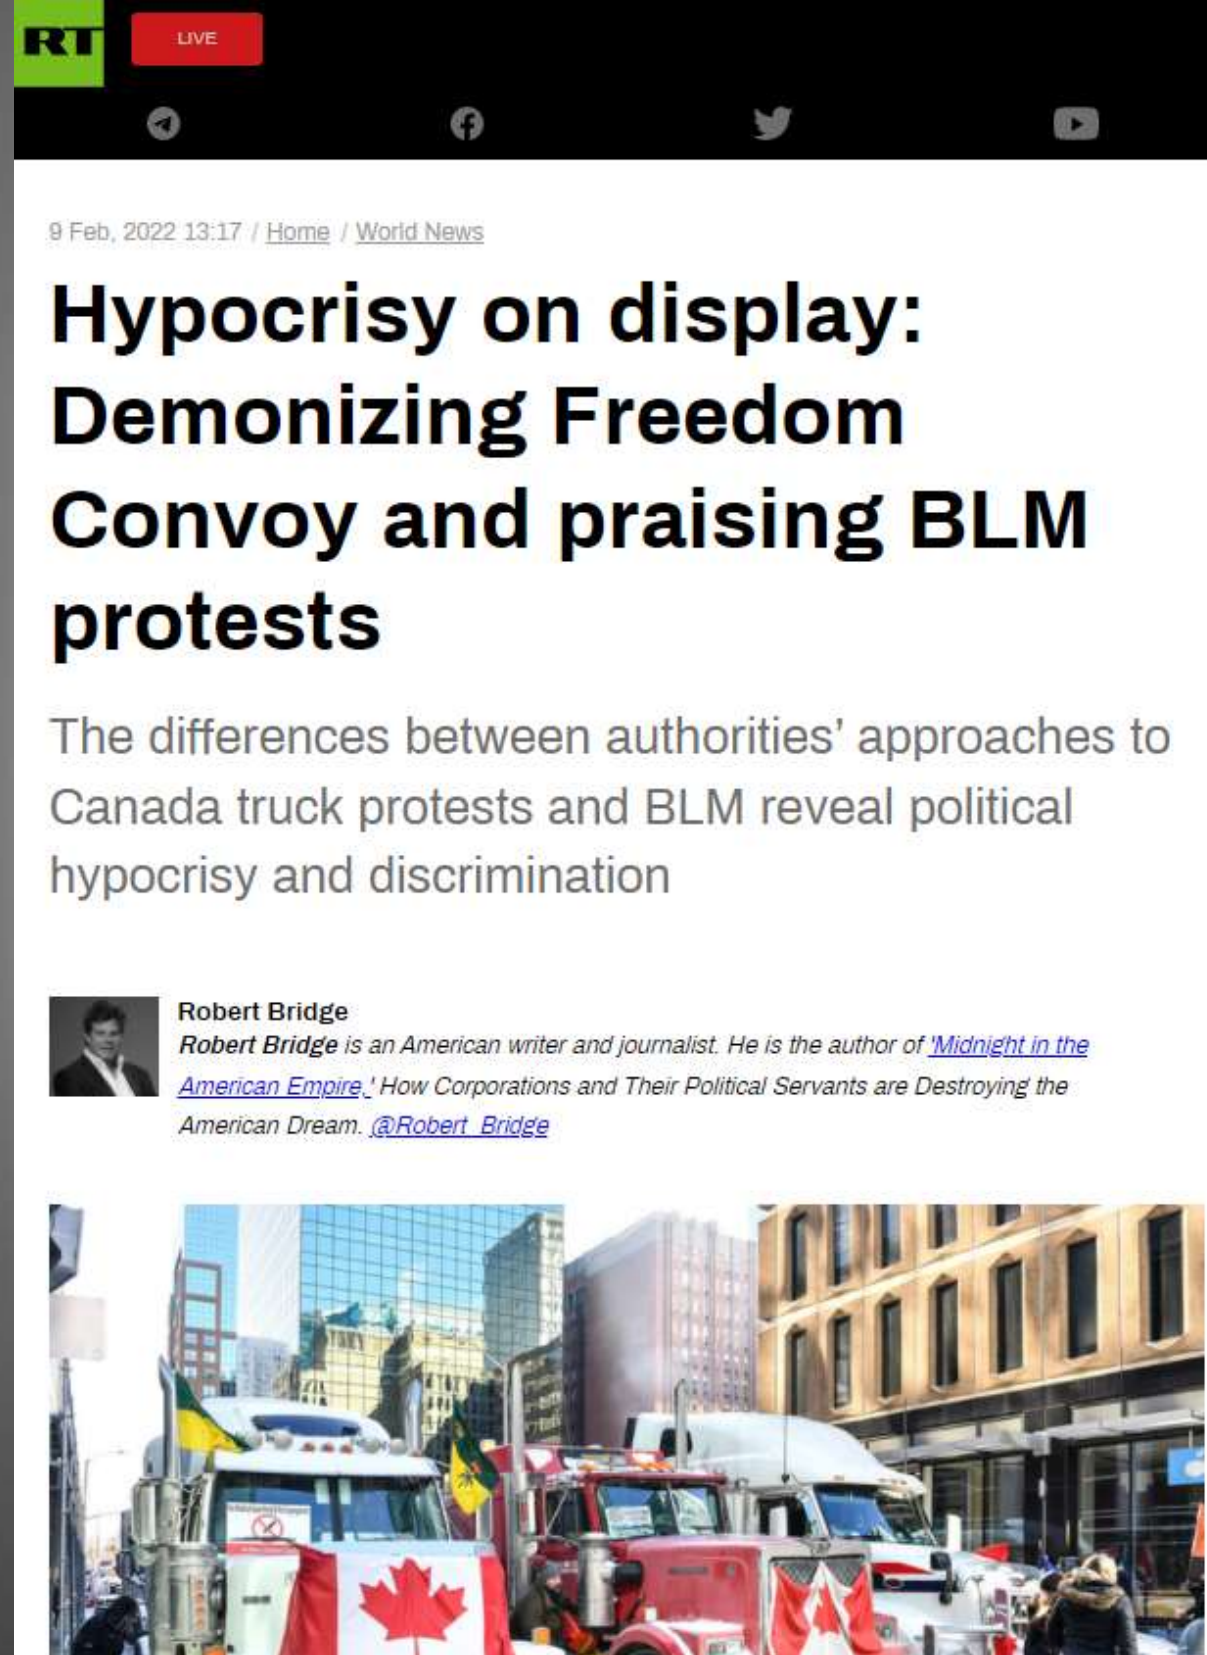 RT
LIVE
9 Feb, 2022 13:17 / Home / World News
Hypocrisy on display:
Demonizing Freedom
Convoy and praising BLM
protests
The differences between authorities’ approaches to
Canada truck protests and BLM reveal political
hypocrisy and discrimination
Robert Bridge
Robert Bridge is an American writer and journalist. He is the author of 'Midnight in the
American Empire,' How Corporations and Their Political Servants are Destroying the
American Dream. @Robert_Bridge